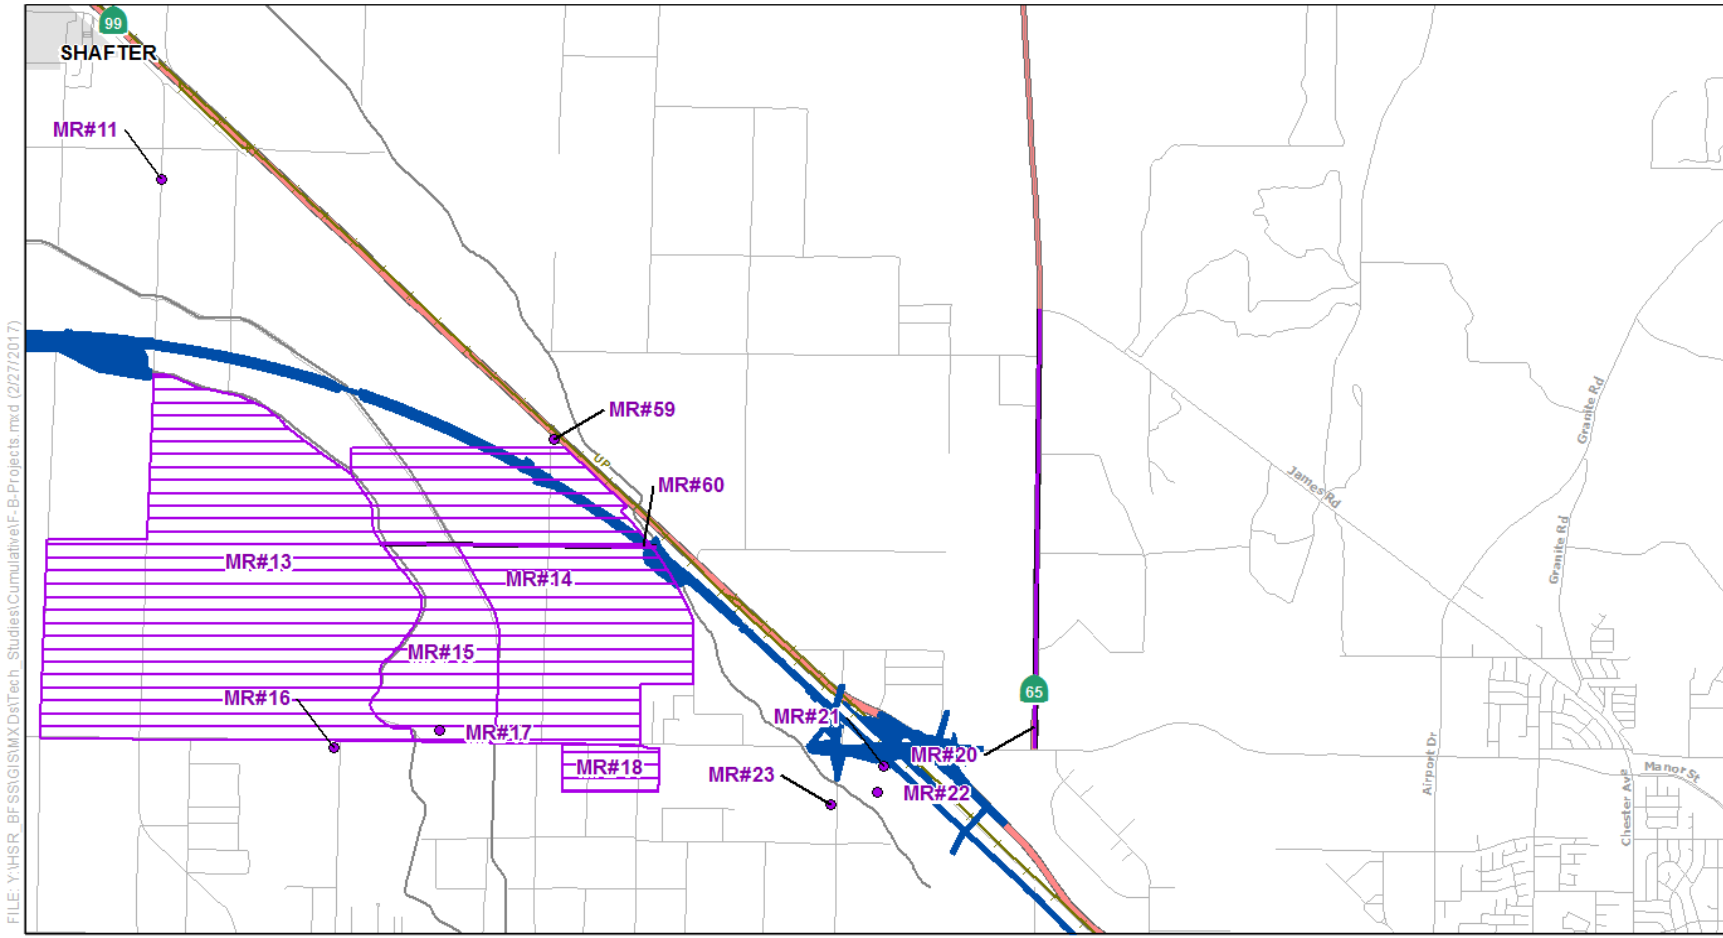 99
SHAFTER
MR#11
MR#59
UP
MR#60
MR#13
MR#14
MR#15
MR#16
MR#17
MR#18
MR#21
MR#20
MR#23
MR#22
65
James Rd
Granite Rd
Granite Rd
Airport Dr
Chester Ave
Manor St
FILE: Y:\HSR_BFSSGIS\MXDs\Tech_Studies\Cumulative\F-B-Projects.mxd (2/27/2017)